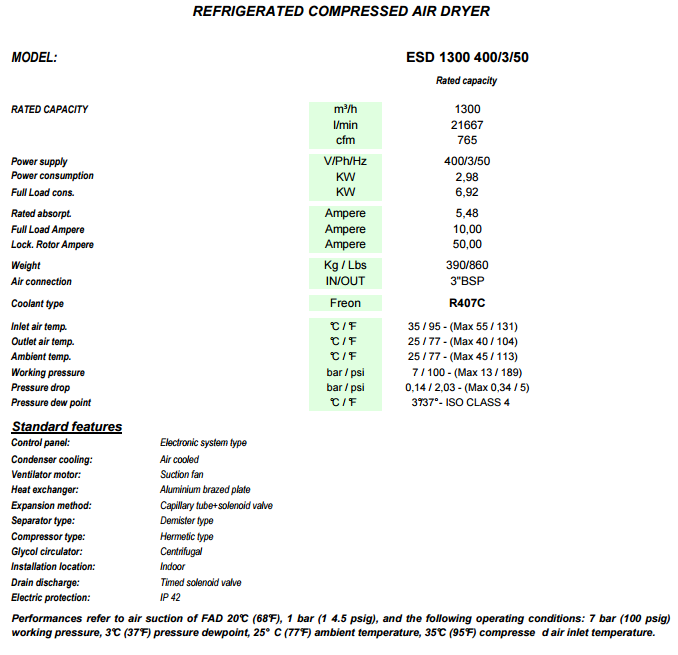 REFRIGERATED COMPRESSED AIR DRYER
MODEL: ESD 1300 400/3/50
Rated capacity
RATED CAPACITY m³/h 1300
l/min 21667
cfm 765
Power supply V/Ph/Hz 400/3/50
Power consumption KW 2,98
Full Load cons. KW 6,92
Rated absorpt. Ampere 5,48
Full Load Ampere Ampere 10,00
Lock. Rotor Ampere Ampere 50,00
Weight Kg / Lbs 390/860
Air connection IN/OUT 3"BSP
Coolant type Freon R407C
Inlet air temp. °C / °F 35 / 95 - (Max 55 / 131)
Outlet air temp. °C / °F 25 / 77 - (Max 40 / 104)
Ambient temp. °C / °F 25 / 77 - (Max 45 / 113)
Working pressure bar / psi 7 / 100 - (Max 13 / 189)
Pressure drop bar / psi 0,14 / 2,03 - (Max 0,34 / 5)
Pressure dew point °C / °F 3°/37°- ISO CLASS 4
Standard features
Control panel: Electronic system type
Condenser cooling: Air cooled
Ventilator motor: Suction fan
Heat exchanger: Aluminium brazed plate
Expansion method: Capillary tube+solenoid valve
Separator type: Demister type
Compressor type: Hermetic type
Glycol circulator: Centrifugal
Installation location: Indoor
Drain discharge: Timed solenoid valve
Electric protection: IP 42
Performances refer to air suction of FAD 20°C (68°F), 1 bar (1 4.5 psig), and the following operating conditions: 7 bar (100 psig)
working pressure, 3°C (37°F) pressure dewpoint, 25° C (77°F) ambient temperature, 35°C (95°F) compresse d air inlet temperature.